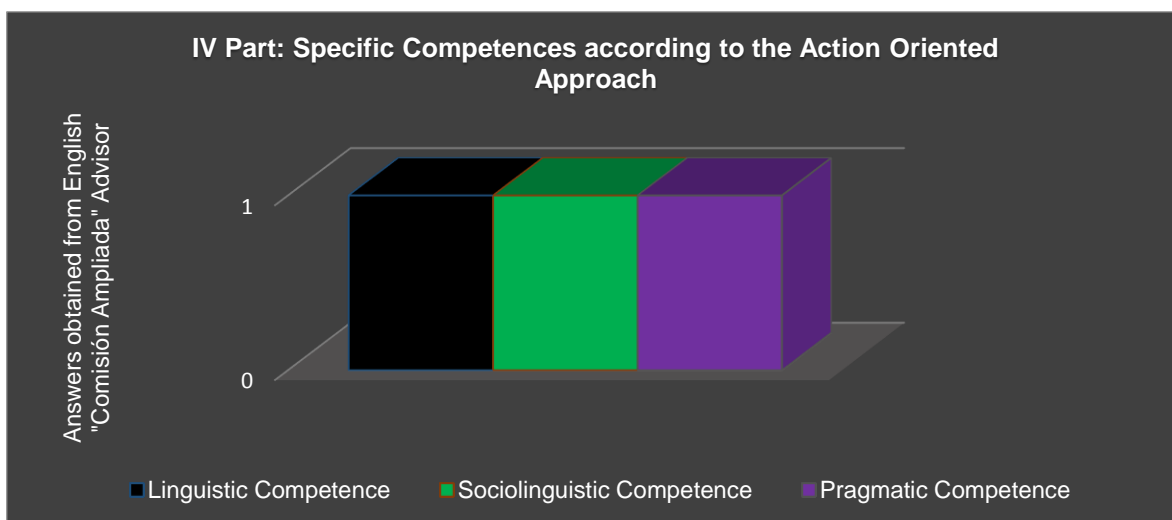 IV Part: Specific Competences according to the Action Oriented
Approach
Answers obtained from English
"Comisión Ampliada" Advisor
1
0
Linguistic Competence
Sociolinguistic Competence
Pragmatic Competence